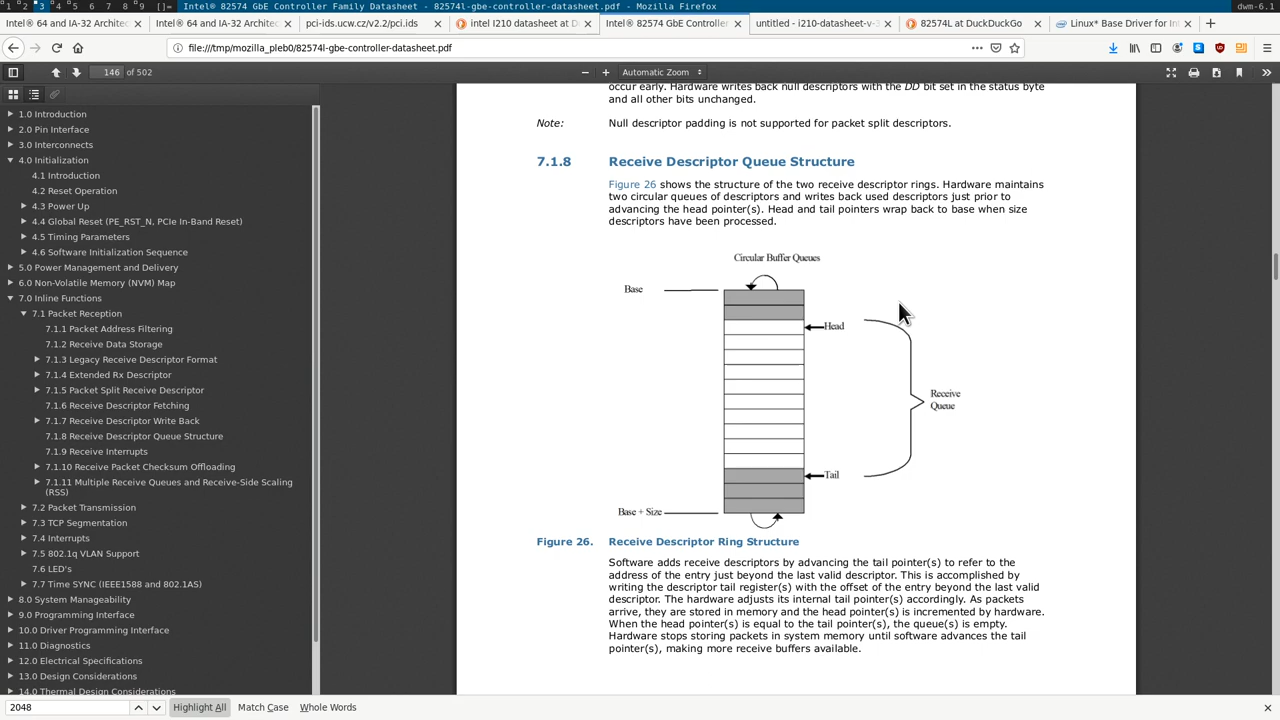 1 2 3 4 5 6 7 8 9 []= Intel® 82574 GbE Controller Family Datasheet - 82574l-gbe-controller-datasheet.pdf - Mozilla Firefox dwm-6.1
Intel® 64 and IA-32 Architec
Intel® 64 and IA-32 Architec
pci-ids.ucw.cz/v2.2/pci.ids
intel I210 datasheet at D
Intel® 82574 GbE Controller
untitled - i210-datasheet-v-3
82574L at DuckDuckGo
Linux* Base Driver for Int
file:///tmp/mozilla_pleb0/82574l-gbe-controller-datasheet.pdf
146 of 502
Automatic Zoom
1.0 Introduction
2.0 Pin Interface
3.0 Interconnects
4.0 Initialization
4.1 Introduction
4.2 Reset Operation
4.3 Power Up
4.4 Global Reset (PE_RST_N, PCIe In-Band Reset)
4.5 Timing Parameters
4.6 Software Initialization Sequence
5.0 Power Management and Delivery
6.0 Non-Volatile Memory (NVM) Map
7.0 Inline Functions
7.1 Packet Reception
7.1.1 Packet Address Filtering
7.1.2 Receive Data Storage
7.1.3 Legacy Receive Descriptor Format
7.1.4 Extended Rx Descriptor
7.1.5 Packet Split Receive Descriptor
7.1.6 Receive Descriptor Fetching
7.1.7 Receive Descriptor Write Back
7.1.8 Receive Descriptor Queue Structure
7.1.9 Receive Interrupts
7.1.10 Receive Packet Checksum Offloading
7.1.11 Multiple Receive Queues and Receive-Side Scaling
(RSS)
7.2 Packet Transmission
7.3 TCP Segmentation
7.4 Interrupts
7.5 802.1q VLAN Support
7.6 LED's
7.7 Time SYNC (IEEE1588 and 802.1AS)
8.0 System Manageability
9.0 Programming Interface
10.0 Driver Programming Interface
11.0 Diagnostics
12.0 Electrical Specifications
13.0 Design Considerations
14.0 Thermal Design Considerations
occur early. Hardware writes back null descriptors with the DD bit set in the status byte
and all other bits unchanged.
Note: Null descriptor padding is not supported for packet split descriptors.
7.1.8 Receive Descriptor Queue Structure
Figure 26 shows the structure of the two receive descriptor rings. Hardware maintains
two circular queues of descriptors and writes back used descriptors just prior to
advancing the head pointer(s). Head and tail pointers wrap back to base when size
descriptors have been processed.
Circular Buffer Queues
Base
Head
Receive
Queue
Tail
Base + Size
Figure 26. Receive Descriptor Ring Structure
Software adds receive descriptors by advancing the tail pointer(s) to refer to the
address of the entry just beyond the last valid descriptor. This is accomplished by
writing the descriptor tail register(s) with the offset of the entry beyond the last valid
descriptor. The hardware adjusts its internal tail pointer(s) accordingly. As packets
arrive, they are stored in memory and the head pointer(s) is incremented by hardware.
When the head pointer(s) is equal to the tail pointer(s), the queue(s) is empty.
Hardware stops storing packets in system memory until software advances the tail
pointer(s), making more receive buffers available.
2048
Highlight All
Match Case
Whole Words